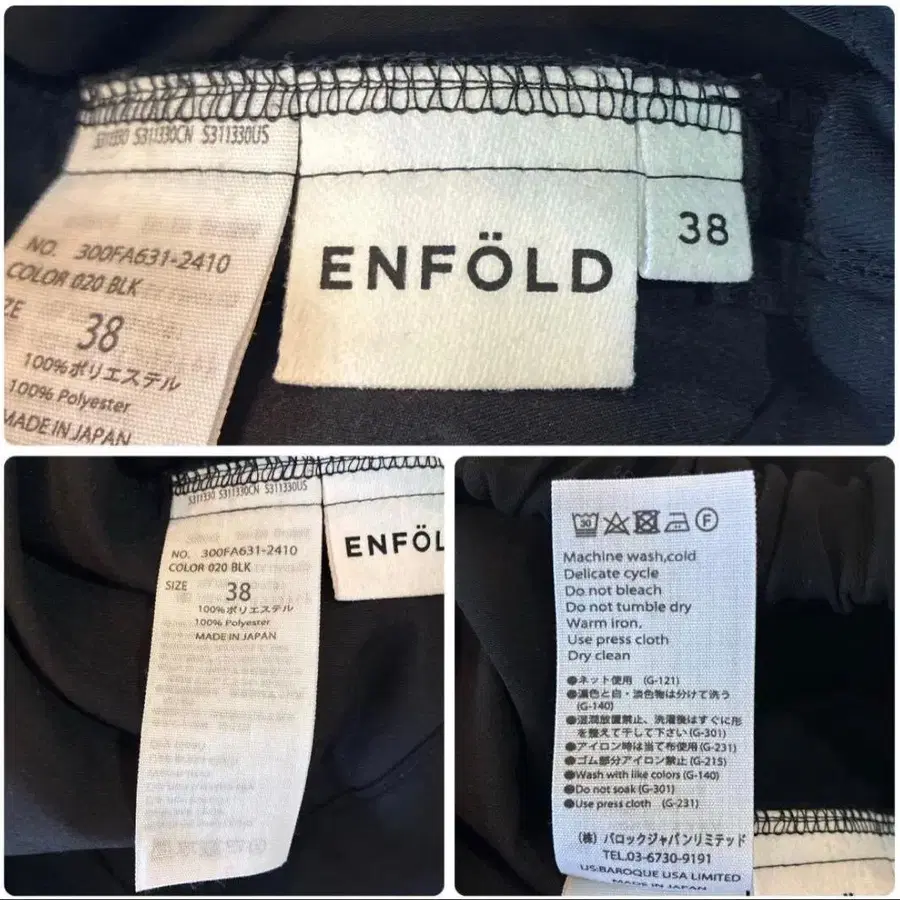 S311330 S311330CN S311330US
NO. 300FA631-2410
COLOR 020 BLK
SIZE
38
100%ポリエステル
100% Polyester
MADE IN JAPAN
ENFÖLD
38
S311330 S311330CN S311330US
NO. 300FA631-2410
COLOR 020 BLK
SIZE 38
100%ポリエステル
100% Polyester
MADE IN JAPAN
ENFÖL
30
F
Machine wash,cold
Delicate cycle
Do not bleach
Do not tumble dry
Warm iron.
Use press cloth
Dry clean
●ネット使用 (G-121)
●濃色と白・淡色物は分けて洗う
(G-140)
●湿潤放置禁止、洗濯後はすぐに形
を整えて干して下さい(G-301)
●アイロン時は当て布使用(G-231)
●ゴム部分アイロン禁止(G-215)
●Wash with like colors (G-140)
●Do not soak(G-301)
●Use press cloth (G-231)
(株) バロックジャパンリミテッド
TEL.03-6730-9191
US:BAROQUE USA LIMITED
MADE IN JAPAN